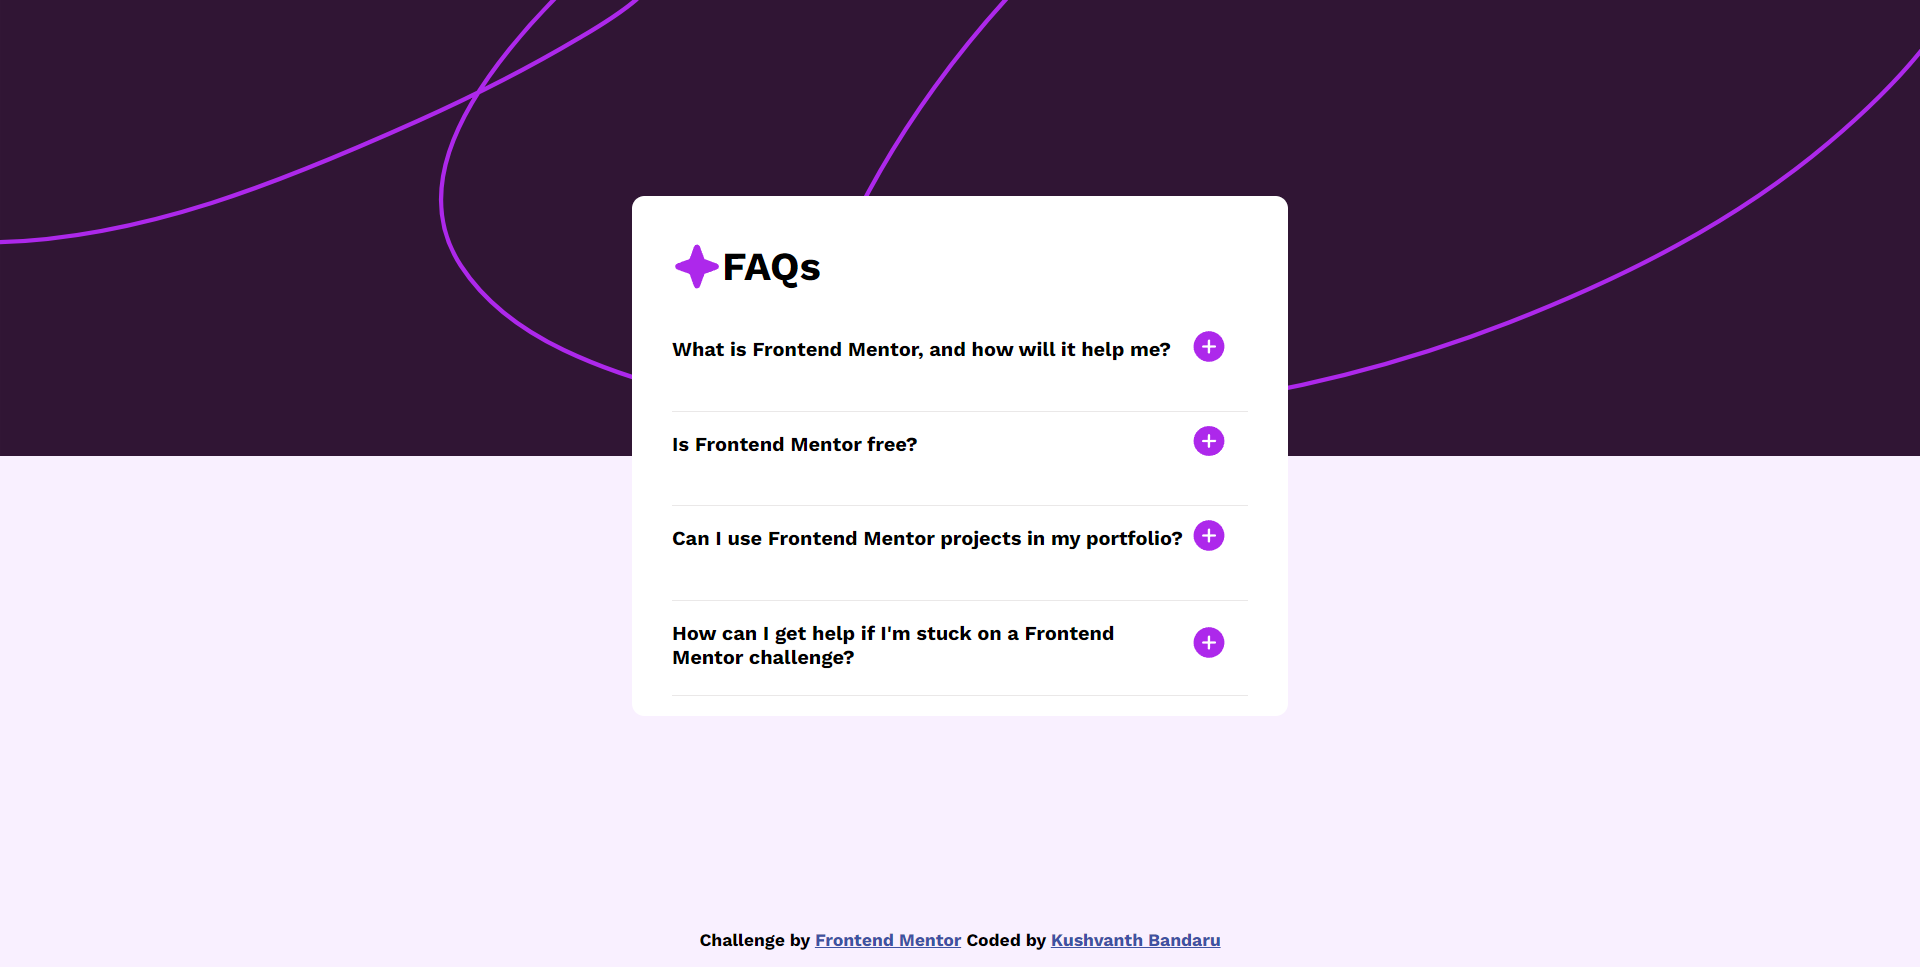 FAQs
What is Frontend Mentor, and how will it help me?
Is Frontend Mentor free?
Can I use Frontend Mentor projects in my portfolio?
How can I get help if I'm stuck on a Frontend
Mentor challenge?
Challenge by Frontend Mentor Coded by Kushvanth Bandaru